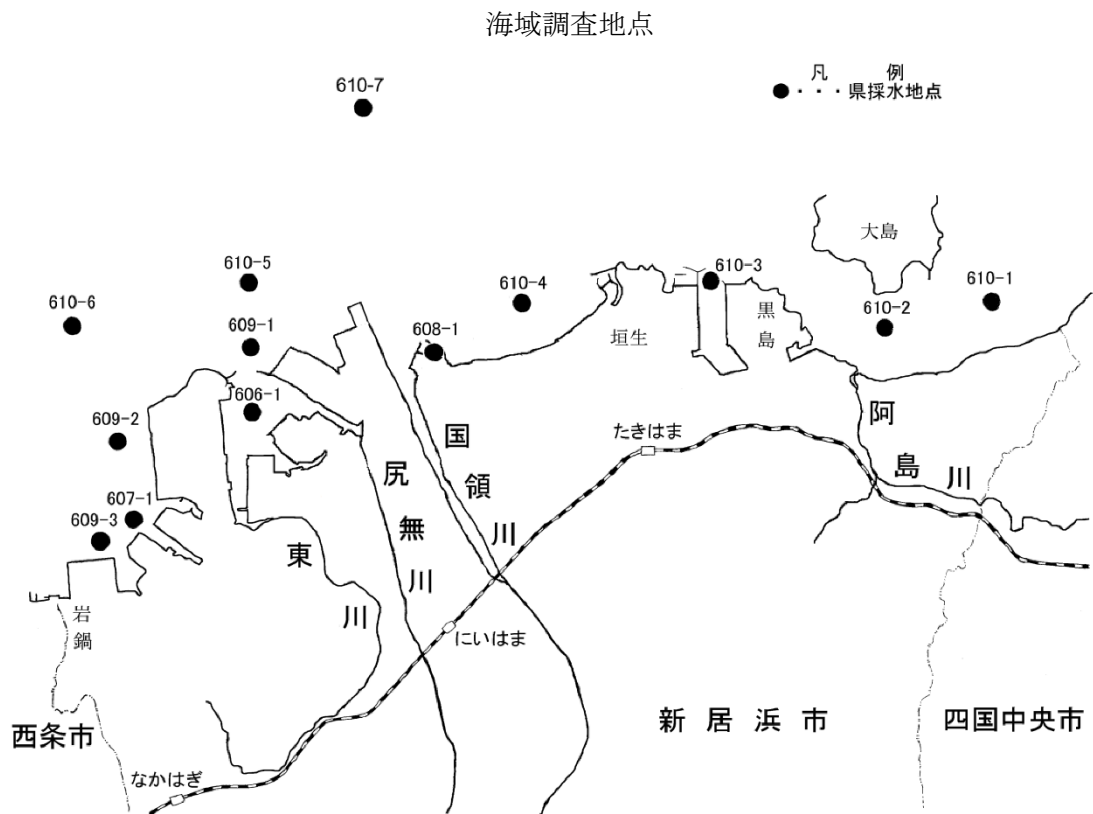 海域調査地点
凡 例
●・・・県採水地点
610-7
大島
610-5
610-3
610-4
610-1
610-6
610-2
609-1
608-1
垣生
黒島
606-1
609-2
阿島川
たきはま
国領川
尻無川
607-1
609-3
東川
岩鍋
にいはま
西条市
新居浜市
四国中央市
なかはぎ